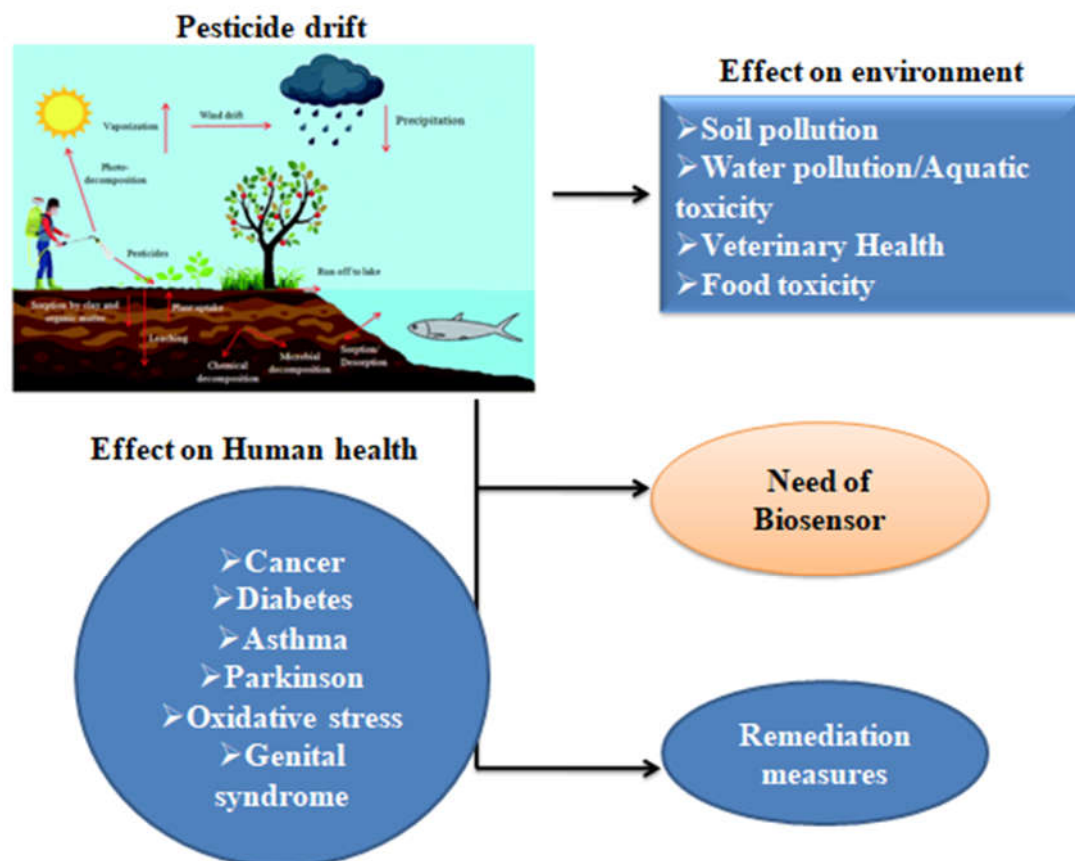 Pesticide drift
Vaporization
Wind drift
Precipitation
Photo-
decomposition
Pesticides
Run off to lake
Sorption by clay and
organic matter
Plant uptake
Leaching
Chemical
decomposition
Microbial
decomposition
Sorption/
Desorption
Effect on environment
➢Soil pollution
➢Water pollution/Aquatic
toxicity
➢Veterinary Health
➢Food toxicity
Effect on Human health
➢Cancer
➢Diabetes
➢Asthma
➢Parkinson
➢Oxidative stress
➢Genital
syndrome
Need of
Biosensor
Remediation
measures